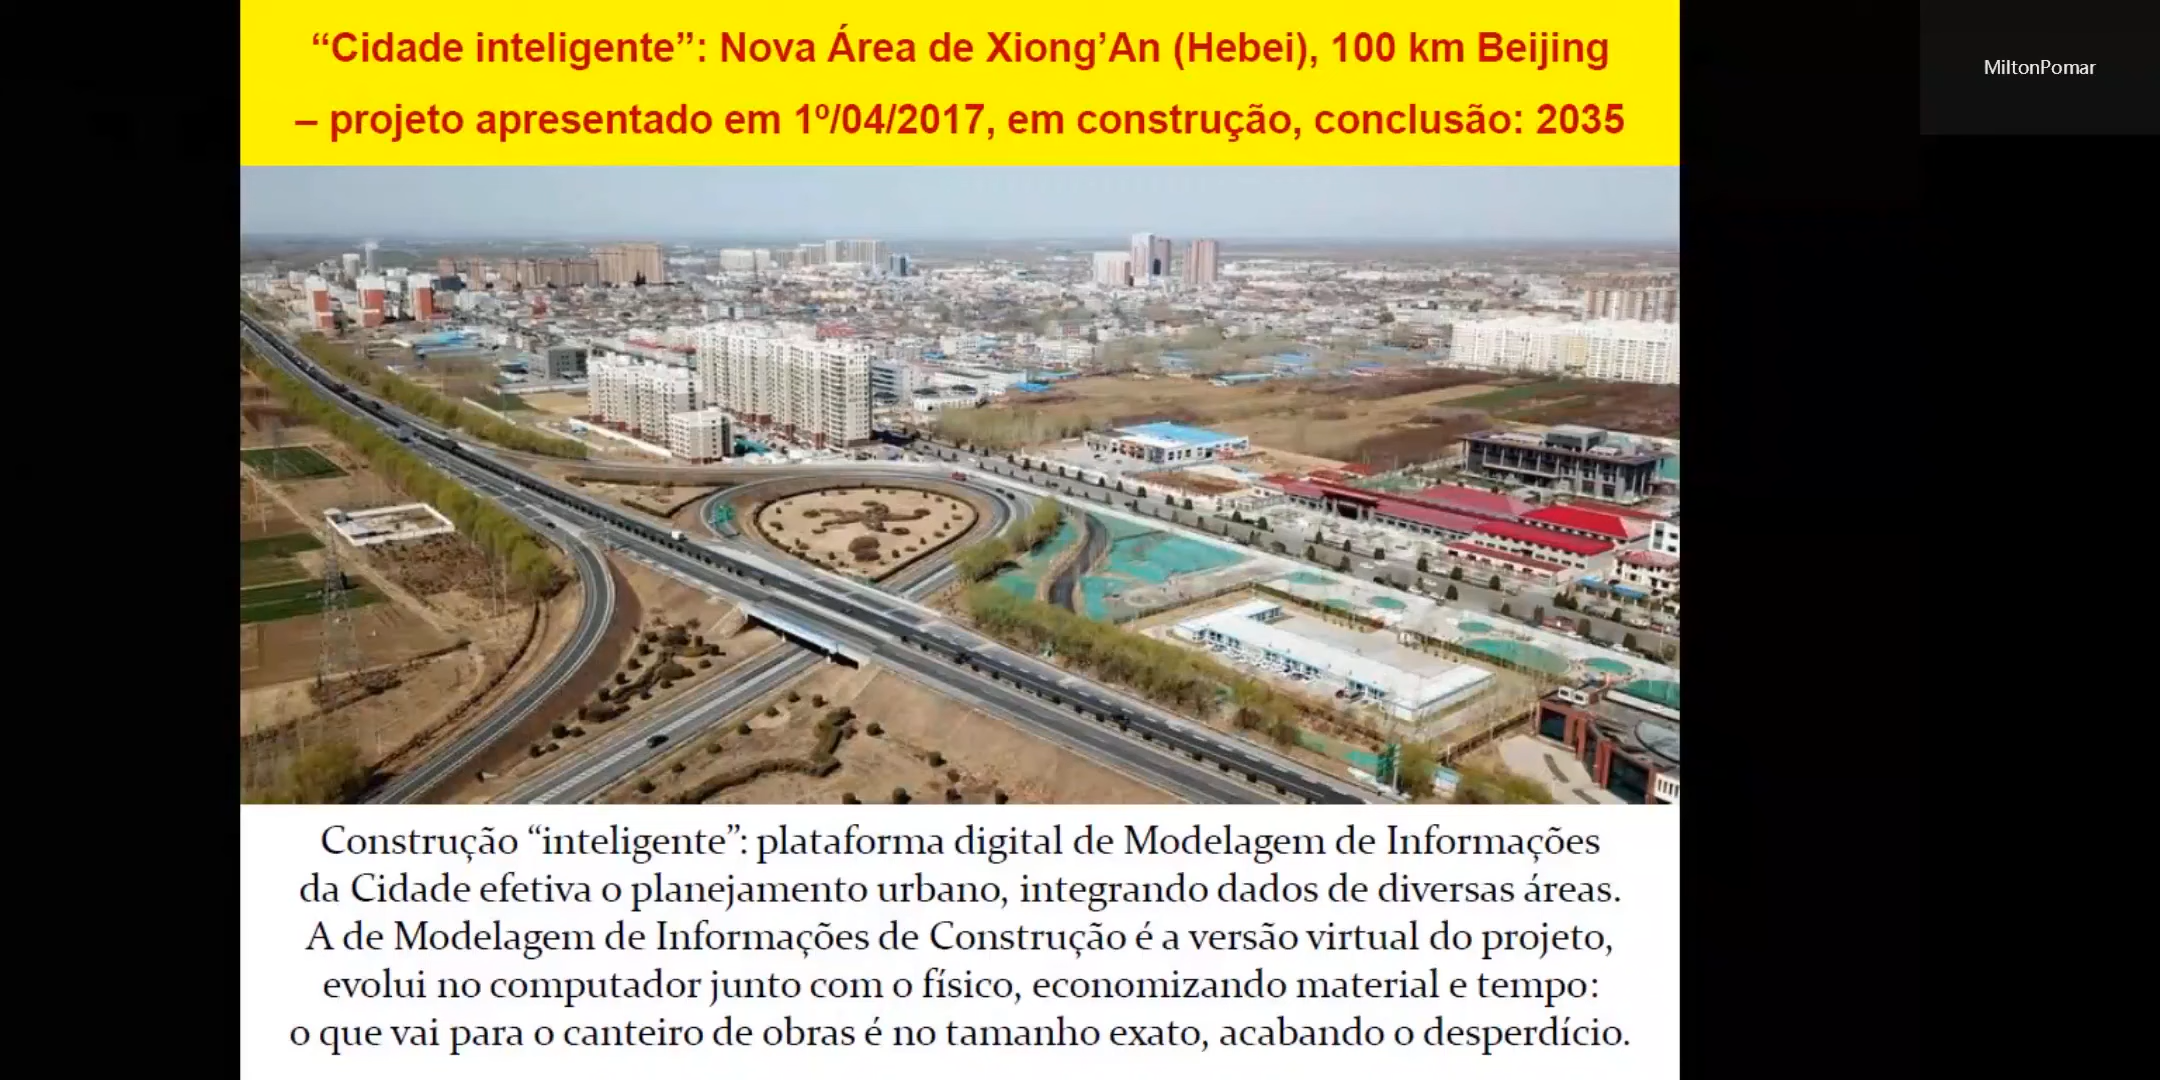 “Cidade inteligente”: Nova Área de Xiong’An (Hebei), 100 km Beijing
– projeto apresentado em 1º/04/2017, em construção, conclusão: 2035
MiltonPomar
Construção “inteligente”: plataforma digital de Modelagem de Informações
da Cidade efetiva o planejamento urbano, integrando dados de diversas áreas.
A de Modelagem de Informações de Construção é a versão virtual do projeto,
evolui no computador junto com o físico, economizando material e tempo:
o que vai para o canteiro de obras é no tamanho exato, acabando o desperdício.